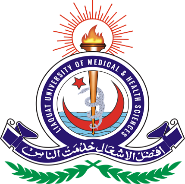 LIAQUAT UNIVERSITY OF MEDICAL & HEALTH SCIENCES
افضل الاشغال خدمت الناس